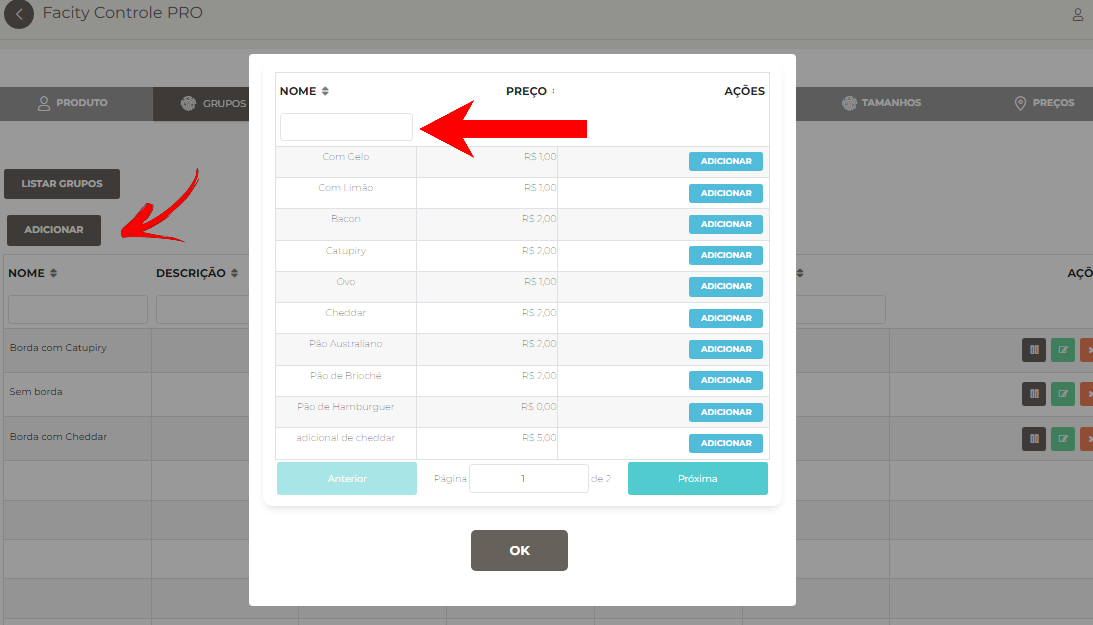 Facity Controle PRO
PRODUTO
GRUPOS
TAMANHOS
PREÇOS
LISTAR GRUPOS
ADICIONAR
NOME
DESCRIÇÃO
AÇÕ
Borda com Catupiry
Sem borda
Borda com Cheddar
NOME PREÇO AÇÕES
Com Gelo R$ 1,00 ADICIONAR
Com Limão R$ 1,00 ADICIONAR
Bacon R$ 2,00 ADICIONAR
Catupiry R$ 2,00 ADICIONAR
Ovo R$ 1,00 ADICIONAR
Cheddar R$ 2,00 ADICIONAR
Pão Australiano R$ 2,00 ADICIONAR
Pão de Brioché R$ 2,00 ADICIONAR
Pão de Hamburguer R$ 0,00 ADICIONAR
adicional de cheddar R$ 5,00 ADICIONAR
Anterior Página 1 de 2 Próxima
OK